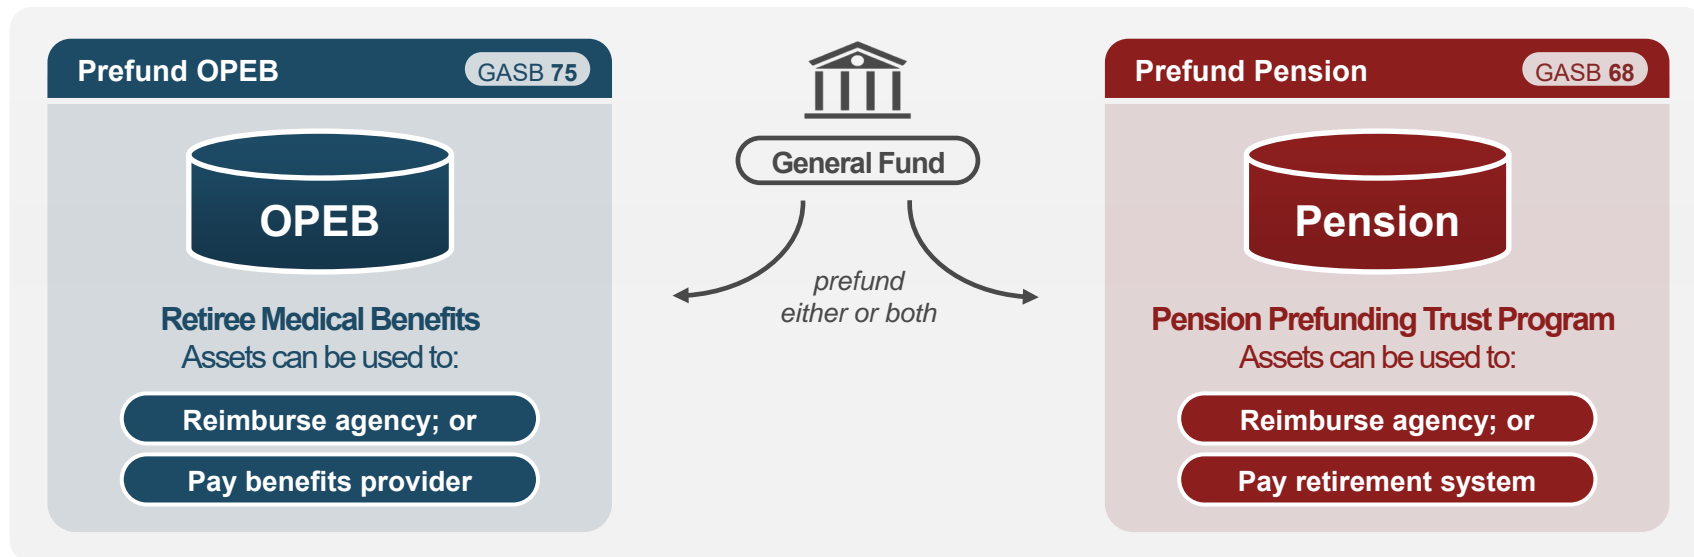 Prefund OPEB
GASB 75
OPEB
Retiree Medical Benefits
Assets can be used to:
Reimburse agency; or
Pay benefits provider
General Fund
prefund
either or both
Prefund Pension
GASB 68
Pension
Pension Prefunding Trust Program
Assets can be used to:
Reimburse agency; or
Pay retirement system